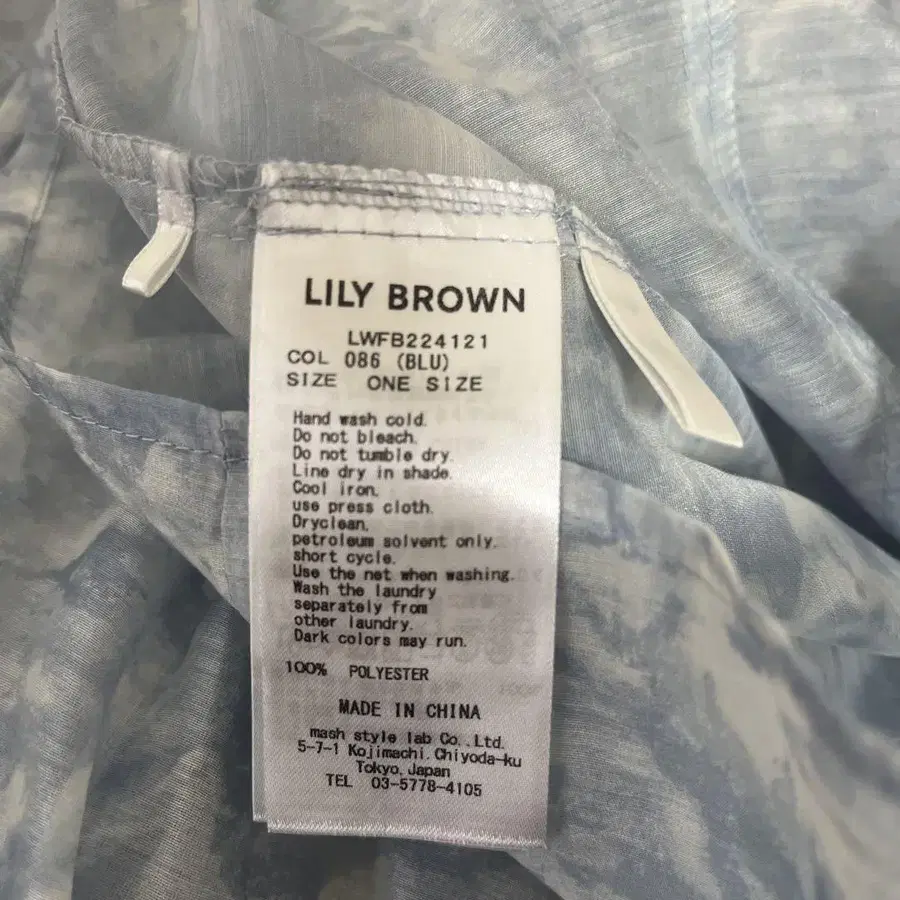 LILY BROWN
LWFB224121
COL 086 (BLU)
SIZE ONE SIZE
Hand wash cold.
Do not bleach.
Do not tumble dry.
Line dry in shade.
Cool iron.
use press cloth.
Dryclean.
petroleum solvent only.
short cycle.
Use the net when washing.
Wash the laundry
separately from
other laundry.
Dark colors may run.
100% POLYESTER
MADE IN CHINA
mash style lab Co.,Ltd.
5-7-1 Kojimachi.Chiyoda-ku
Tokyo,Japan
TEL 03-5778-4105